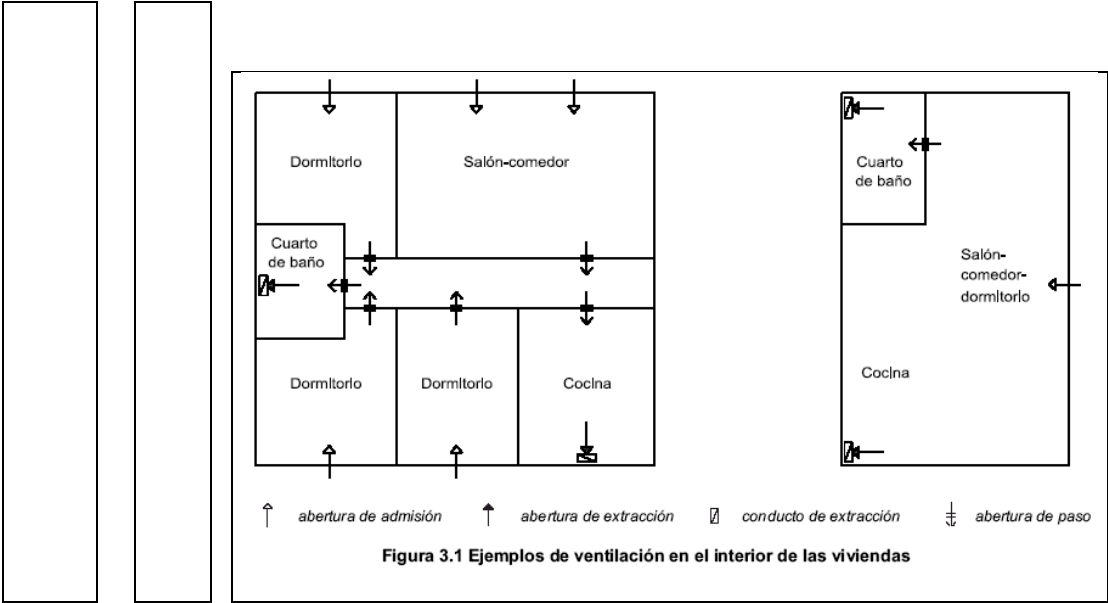 Dormitorio
Salón-comedor
Cuarto
de baño
Dormitorio
Dormitorio
Cocina
Cuarto
de baño
Salón-
comedor-
dormitorio
Cocina
abertura de admisión
abertura de extracción
conducto de extracción
abertura de paso
Figura 3.1 Ejemplos de ventilación en el interior de las viviendas